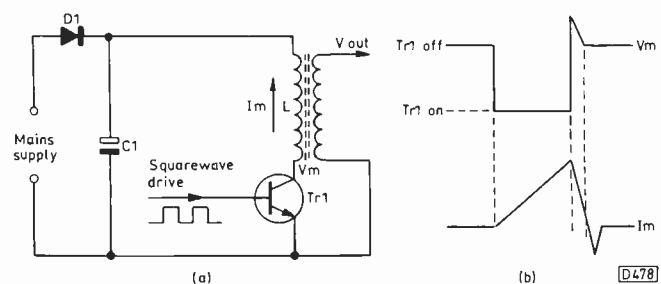 D1
V out
Im
L
C1
Mains
supply
Squarewave
drive
Vm
Tr1
(a)
Tr1 off
Vm
Tr1 on
Im
(b)
D478